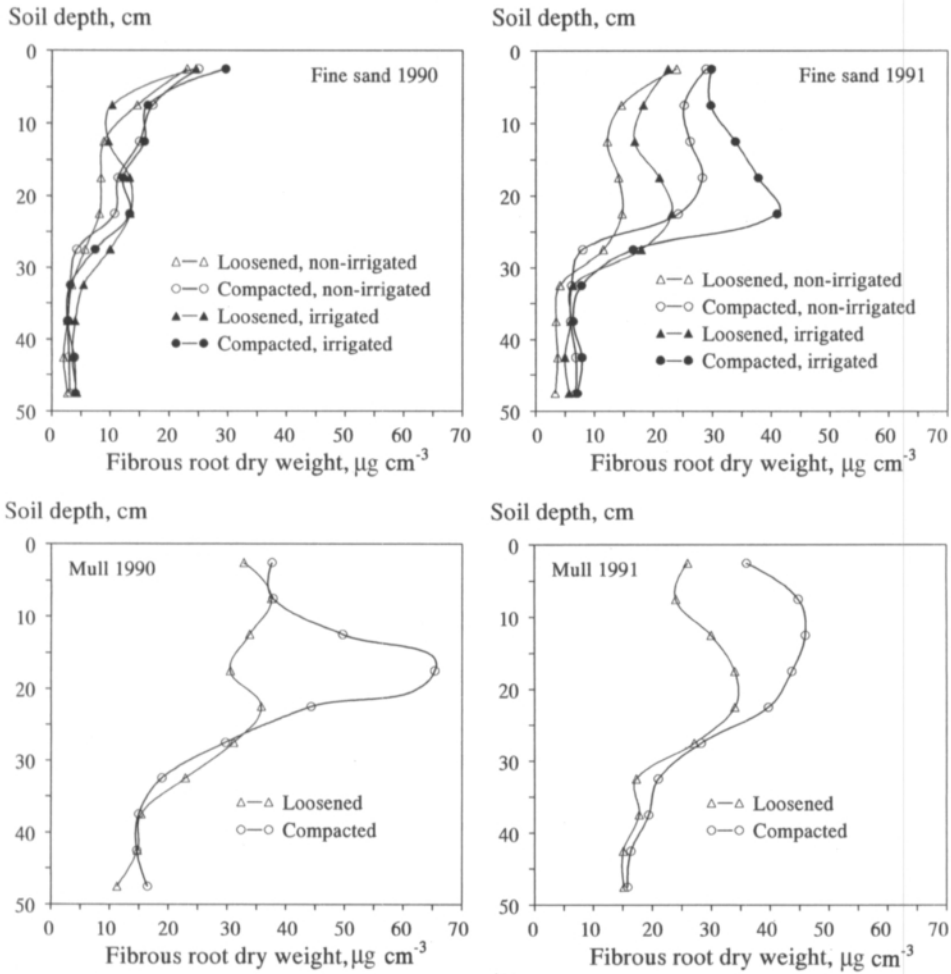 Soil depth, cm
0
10
20
30
40
50
Fine sand 1990
Loosened, non-irrigated
Compacted, non-irrigated
Loosened, irrigated
Compacted, irrigated
0 10 20 30 40 50 60 70
Fibrous root dry weight, µg cm⁻³
Soil depth, cm
0
10
20
30
40
50
Fine sand 1991
Loosened, non-irrigated
Compacted, non-irrigated
Loosened, irrigated
Compacted, irrigated
0 10 20 30 40 50 60 70
Fibrous root dry weight, µg cm⁻³
Soil depth, cm
0
10
20
30
40
50
Mull 1990
Loosened
Compacted
0 10 20 30 40 50 60 70
Fibrous root dry weight, µg cm⁻³
Soil depth, cm
0
10
20
30
40
50
Mull 1991
Loosened
Compacted
0 10 20 30 40 50 60 70
Fibrous root dry weight, µg cm⁻³